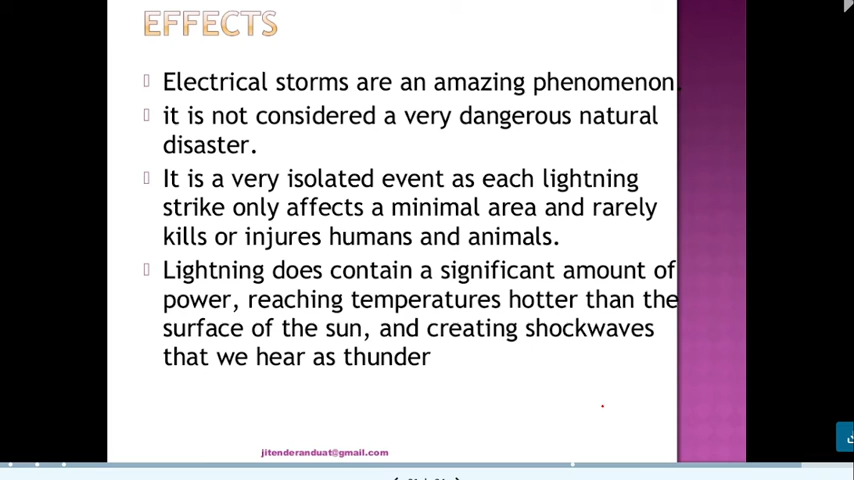 EFFECTS
Electrical storms are an amazing phenomenon.
it is not considered a very dangerous natural
disaster.
It is a very isolated event as each lightning
strike only affects a minimal area and rarely
kills or injures humans and animals.
Lightning does contain a significant amount of
power, reaching temperatures hotter than the
surface of the sun, and creating shockwaves
that we hear as thunder
jitenderanduat@gmail.com